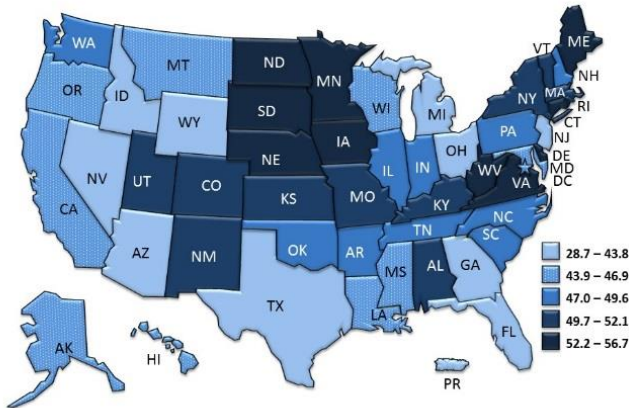 WA
MT
ND
MN
VT
ME
OR
ID
SD
WI
NY
MA
NH
WY
MI
RI
CT
IA
PA
NJ
NE
OH
NV
UT
IL
IN
DE
WV
MD
CO
VA
DC
CA
KS
MO
KY
NC
TN
AZ
NM
OK
AR
SC
MS
AL
GA
TX
LA
FL
AK
HI
PR
28.7 – 43.8
43.9 – 46.9
47.0 – 49.6
49.7 – 52.1
52.2 – 56.7